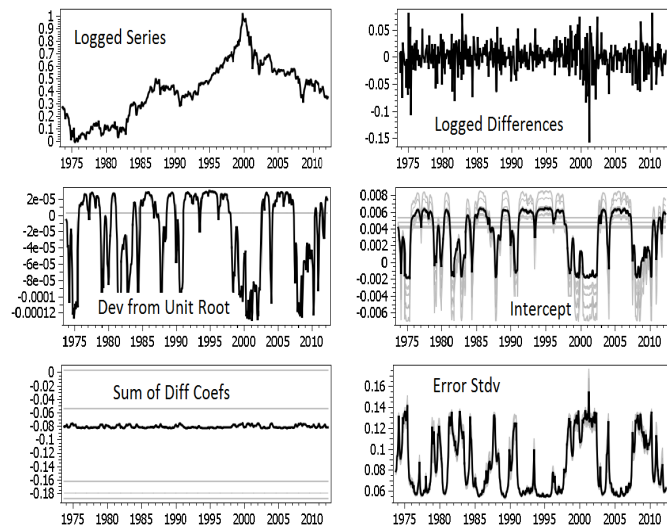 Logged Series
1
0.9
0.8
0.7
0.6
0.5
0.4
0.3
0.2
0.1
0
1975 1980 1985 1990 1995 2000 2005 2010
Logged Differences
0.05
0
-0.05
-0.1
-0.15
1975 1980 1985 1990 1995 2000 2005 2010
Dev from Unit Root
2e-05
0
-2e-05
-4e-05
-6e-05
-8e-05
-0.0001
-0.00012
1975 1980 1985 1990 1995 2000 2005 2010
Intercept
0.008
0.006
0.004
0.002
0
-0.002
-0.004
-0.006
1975 1980 1985 1990 1995 2000 2005 2010
Sum of Diff Coefs
0
-0.02
-0.04
-0.06
-0.08
-0.1
-0.12
-0.14
-0.16
-0.18
1975 1980 1985 1990 1995 2000 2005 2010
Error Stdv
0.16
0.14
0.12
0.1
0.08
0.06
1975 1980 1985 1990 1995 2000 2005 2010